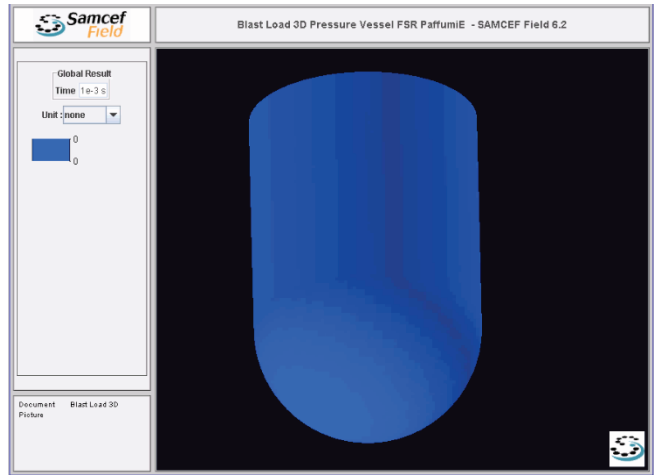 Samcef
Field
Blast Load 3D Pressure Vessel FSR PaffumiE - SAMCEF Field 6.2
Global Result
Time 1e-3 s
Unit : none
0
0
Document Blast Load 3D
Picture